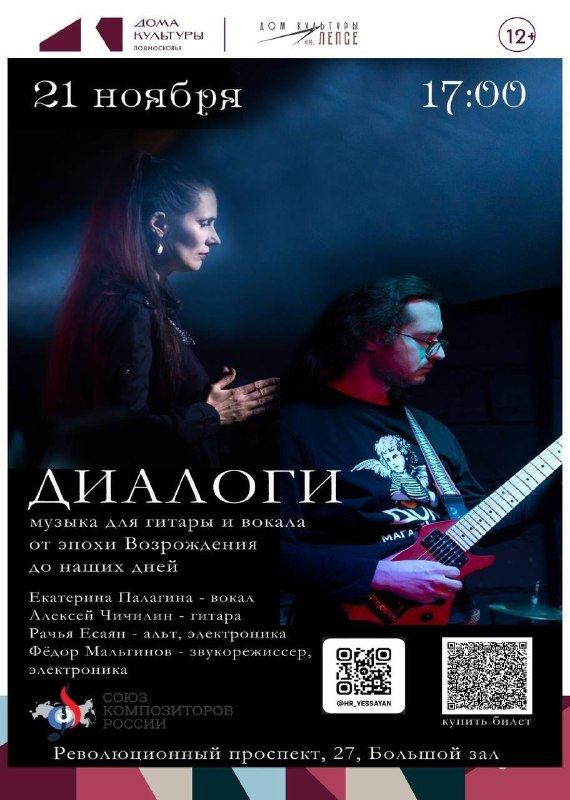 ДОМА
КУЛЬТУРЫ
ПОДМОСКОВЬЯ
ДОМ КУЛЬТУРЫ
ИМ. ЛЕПСЕ
12+
21 ноября
17:00
ДИАЛОГИ
музыка для гитары и вокала
от эпохи Возрождения
до наших дней
Екатерина Палагина - вокал
Алексей Чичилин - гитара
Рачья Есаян - альт, электроника
Фёдор Мальгинов - звукорежиссер,
электроника
@HR_YESSAYAN
купить билет
СОЮЗ
КОМПОЗИТОРОВ
РОССИИ
Революционный проспект, 27, Большой зал